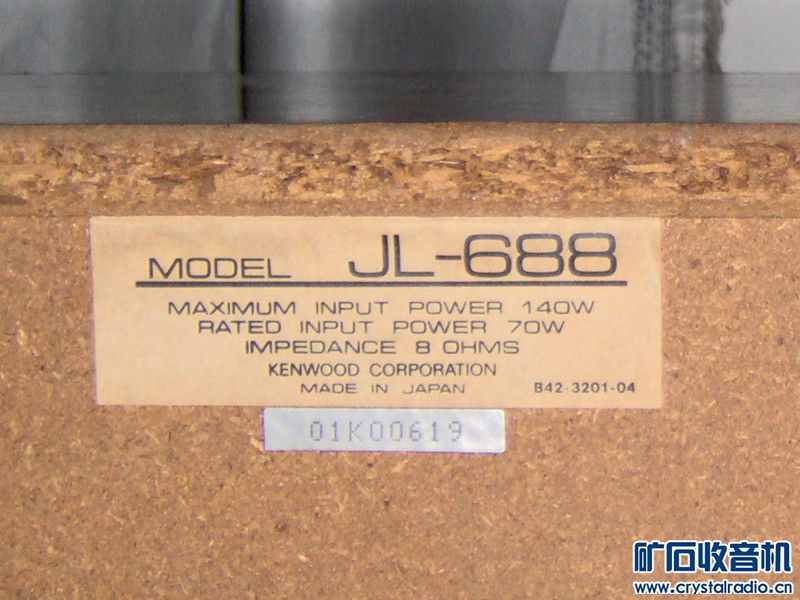 MODEL JL-688
MAXIMUM INPUT POWER 140W
RATED INPUT POWER 70W
IMPEDANCE 8 OHMS
KENWOOD CORPORATION
MADE IN JAPAN B42-3201-04
01K00619
矿石收音机
www.crystalradio.cn